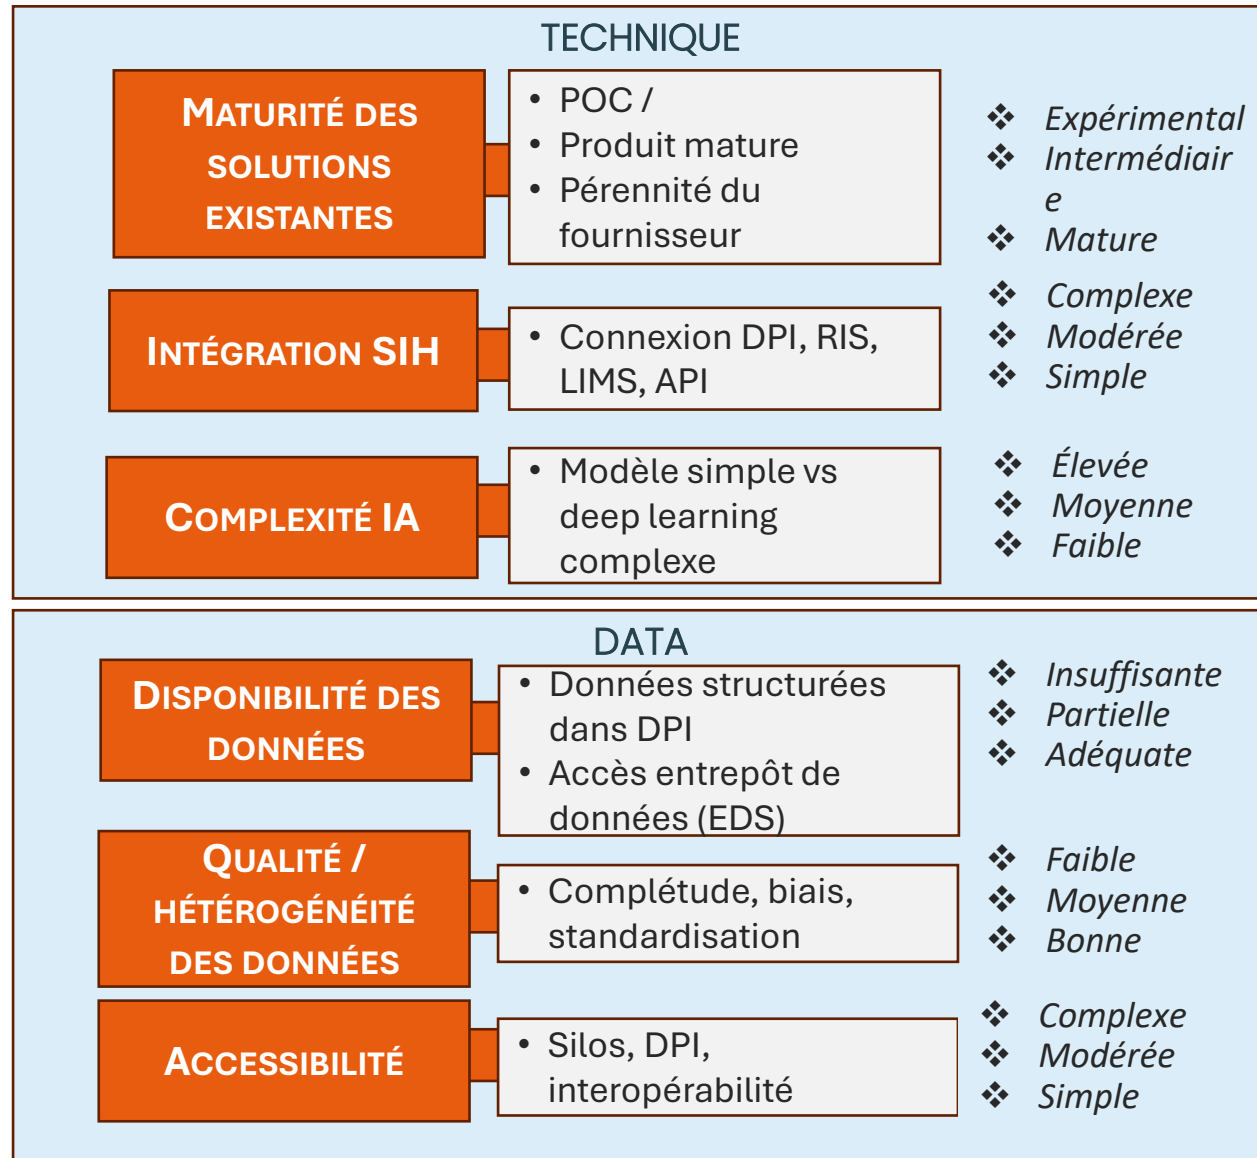 TECHNIQUE
MATURITÉ DES
SOLUTIONS
EXISTANTES
• POC /
• Produit mature
• Pérennité du
fournisseur
❖ Expérimental
❖ Intermédiair
e
❖ Mature
INTÉGRATION SIH
• Connexion DPI, RIS,
LIMS, API
❖ Complexe
❖ Modérée
❖ Simple
COMPLEXITÉ IA
• Modèle simple vs
deep learning
complexe
❖ Élevée
❖ Moyenne
❖ Faible
DATA
DISPONIBILITÉ DES
DONNÉES
• Données structurées
dans DPI
• Accès entrepôt de
données (EDS)
❖ Insuffisante
❖ Partielle
❖ Adéquate
QUALITÉ /
HÉTÉROGÉNÉITÉ
DES DONNÉES
• Complétude, biais,
standardisation
❖ Faible
❖ Moyenne
❖ Bonne
ACCESSIBILITÉ
• Silos, DPI,
interopérabilité
❖ Complexe
❖ Modérée
❖ Simple